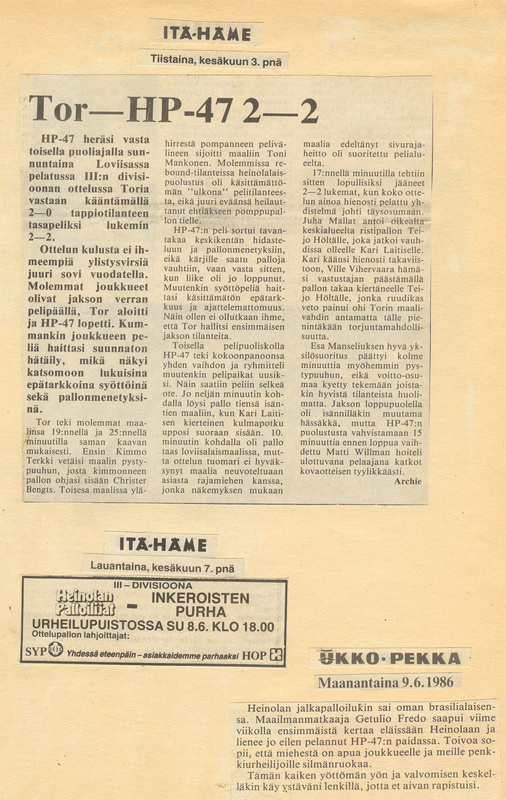 ITÄ-HÄME
Tiistaina, kesäkuun 3. pnä
Tor—HP-47 2—2
HP-47 heräsi vasta
toisella puoliajalla sun-
nuntaina Loviisassa
pelatussa III:n divisi-
oonan ottelussa Toria
vastaan kääntämällä
2—0 tappiotilanteen
tasapeliksi lukemin
2—2.
Ottelun kulusta ei ih-
meempiä ylistysvirsiä
juuri sovi vuodatella.
Molemmat joukkueet
olivat jakson verran
pelipäällä, Tor aloitti
ja HP-47 lopetti. Kum-
mankin joukkueen pe-
liä haittasi suunnaton
hätäily, mikä näkyi
katsomoon lukuisina
epätarkkoina syöttöinä
sekä pallonmenetyksi-
nä.
Tor teki molemmat maa-
linsa 19:nnellä ja 25:nnellä
minuutilla saman kaavan
mukaisesti. Ensin Kimmo
Terkki vetäisi maalin pysty-
puuhun, josta kimmonneen
pallon ohjasi sisään Christer
Bengts. Toisessa maalissa ylä-
hirrestä pompanneen pelivä-
lineen sijoitti maaliin Toni
Mankonen. Molemmissa re-
bound-tilanteissa heinolalais-
puolustus oli käsittämättö-
män "ulkona" pelitilantees-
ta, eikä juuri eväänsä heilaut-
tanut ehtiäkseen pomppupal-
lon tielle.
HP-47:n peli sortui tavan-
takaa keskikentän hidaste-
luun ja pallonmenetyksiin,
eikä kärjille saatu palloja
vauhtiin, vaan vasta sitten,
kun liike oli jo loppunut.
Muutenkin syöttöpeliä hait-
tasi käsittämätön epätark-
kuus ja ajattelemattomuus.
Näin ollen ei ollutkaan ihme,
että Tor hallitsi ensimmäisen
jakson tilanteita.
Toisella pelipuoliskolla
HP-47 teki kokoonpanoonsa
yhden vaihdon ja ryhmitteli
muutenkin pelipaikat uusik-
si. Näin saatiin peliin selkeä
ote. Jo neljän minuutin koh-
dalla löysi pallo tiensä isän-
tien maaliin, kun Kari Laiti-
sen kierteinen kulmapotku
upposi suoraan sisään. 10.
minuutin kohdalla oli pallo
taas loviisalaismaalissa, mut-
ta ottelun tuomari ei hyväk-
synyt maalia neuvoteltuaan
asiasta rajamiehen kanssa,
jonka näkemyksen mukaan
maalia edeltänyt sivuraja-
heitto oli suoritettu pelialu-
eelta.
17:nnellä minuutilla tehtiin
sitten lopullisiksi jääneet
2—2 lukemat, kun koko otte-
lun ainoa hienosti pelattu yh-
distelmä johti täysosumaan.
Juha Mallat antoi oikealta
keskialueelta ristipallon Tei-
jo Höltälle, joka jatkoi vauh-
dissa olleelle Kari Laitiselle.
Kari käänsi hienosti takaviis-
toon, Ville Vihervaara hämä-
si vastustajan päästämällä
pallon takaa kiertäneelle Tei-
jo Höltälle, jonka ruudikas
veto painui ohi Torin maali-
vahdin antamatta tälle pie-
nintäkään torjuntamahdolli-
suutta.
Esa Manseliuksen hyvä yk-
silösuoritus päättyi kolme
minuuttia myöhemmin pys-
typuuhun, eikä voitto-osu-
maa kyetty tekemään joista-
kin hyvistä tilanteista huoli-
matta. Jakson loppupuolella
oli isännilläkin muutama
hässäkkä, mutta HP-47:n
puolustusta vahvistamaan 15
minuuttia ennen loppua vaih-
dettu Matti Willman hoiteli
ulottuvana pelaajana katkot
kovaotteisen tyylikkäästi.
Archie
ITÄ-HÄME
Lauantaina, kesäkuun 7. pnä
III – DIVISIOONA
Heinolan
Palloilijat
-
INKEROISTEN
PURHA
URHEILUPUISTOSSA SU 8.6. KLO 18.00
Ottelupallon lahjoittajat:
SYP Yhdessä eteenpäin – asiakkaidemme parhaaksi HOP
UKKO-PEKKA
Maanantaina 9.6.1986
Heinolan jalkapalloilukin sai oman brasilialaisen-
sa. Maailmanmatkaaja Getulio Fredo saapui viime
viikolla ensimmäistä kertaa eläissään Heinolaan ja
lienee jo eilen pelannut HP-47:n paidassa. Toivoa so-
pii, että miehestä on apua joukkueelle ja meille penk-
kiurheilijoille silmänruokaa.
Tämän kaiken yöttömän yön ja valvomisen keskel-
läkin käy ystäväni lenkillä, jotta et aivan rapistuisi.